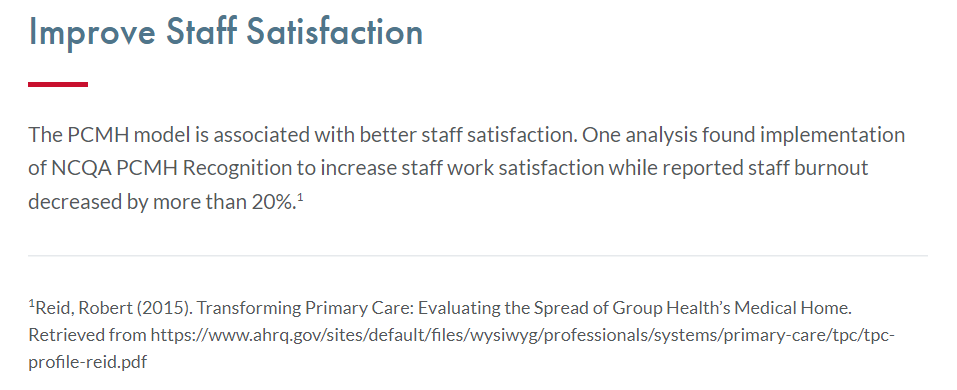 Improve Staff Satisfaction
The PCMH model is associated with better staff satisfaction. One analysis found implementation
of NCQA PCMH Recognition to increase staff work satisfaction while reported staff burnout
decreased by more than 20%.¹
¹Reid, Robert (2015). Transforming Primary Care: Evaluating the Spread of Group Health’s Medical Home.
Retrieved from https://www.ahrq.gov/sites/default/files/wysiwyg/professionals/systems/primary-care/tpc/tpc-
profile-reid.pdf